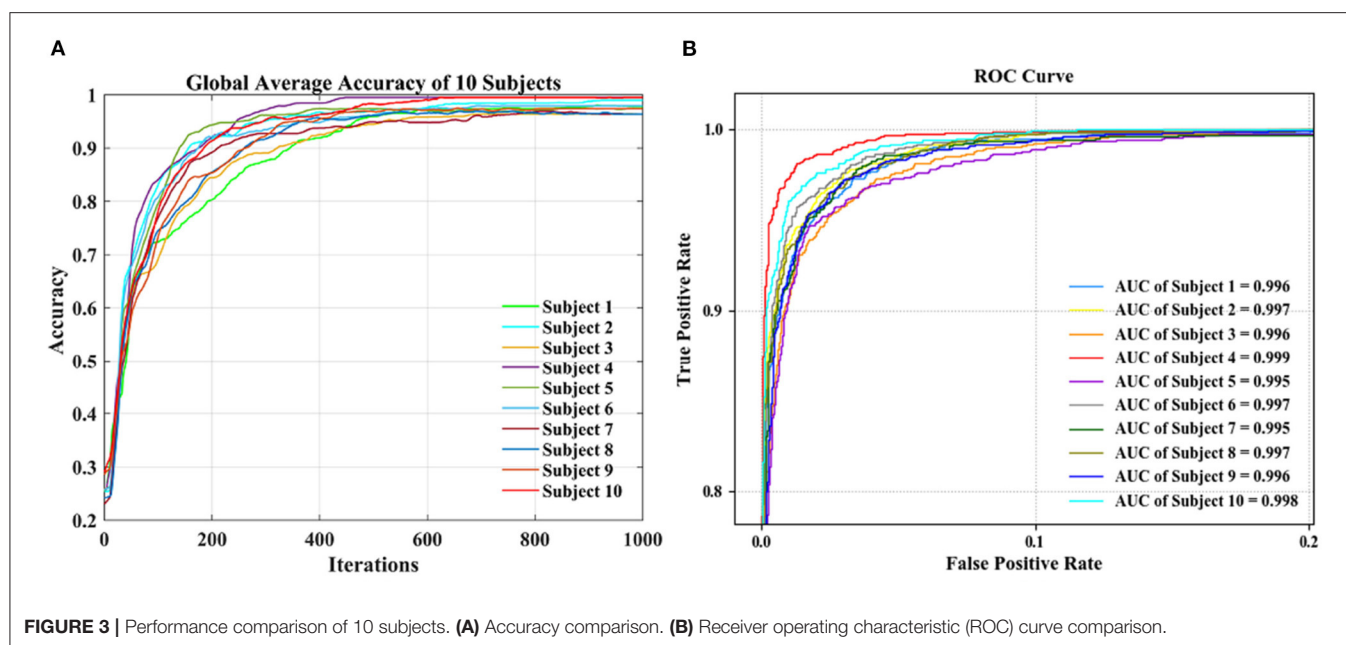 A
Global Average Accuracy of 10 Subjects
1
0.9
0.8
0.7
0.6
0.5
0.4
0.3
0.2
Accuracy
Subject 1
Subject 2
Subject 3
Subject 4
Subject 5
Subject 6
Subject 7
Subject 8
Subject 9
Subject 10
0 200 400 600 800 1000
Iterations
B
ROC Curve
1.0
0.9
0.8
True Positive Rate
AUC of Subject 1 = 0.996
AUC of Subject 2 = 0.997
AUC of Subject 3 = 0.996
AUC of Subject 4 = 0.999
AUC of Subject 5 = 0.995
AUC of Subject 6 = 0.997
AUC of Subject 7 = 0.995
AUC of Subject 8 = 0.997
AUC of Subject 9 = 0.996
AUC of Subject 10 = 0.998
0.0 0.1 0.2
False Positive Rate
FIGURE 3 | Performance comparison of 10 subjects. (A) Accuracy comparison. (B) Receiver operating characteristic (ROC) curve comparison.